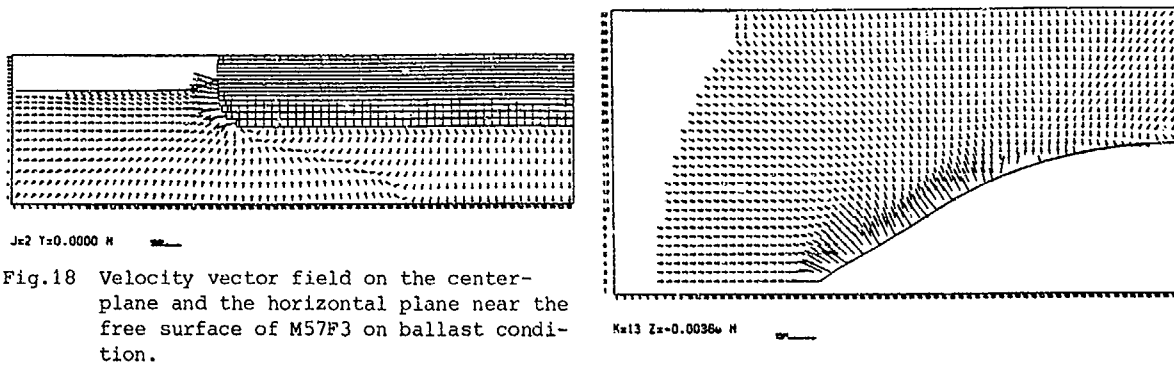 J=2 Y=0.0000 M
Fig.18 Velocity vector field on the center-
plane and the horizontal plane near the
free surface of M57F3 on ballast condi-
tion.
K=13 Z=-0.0036 M